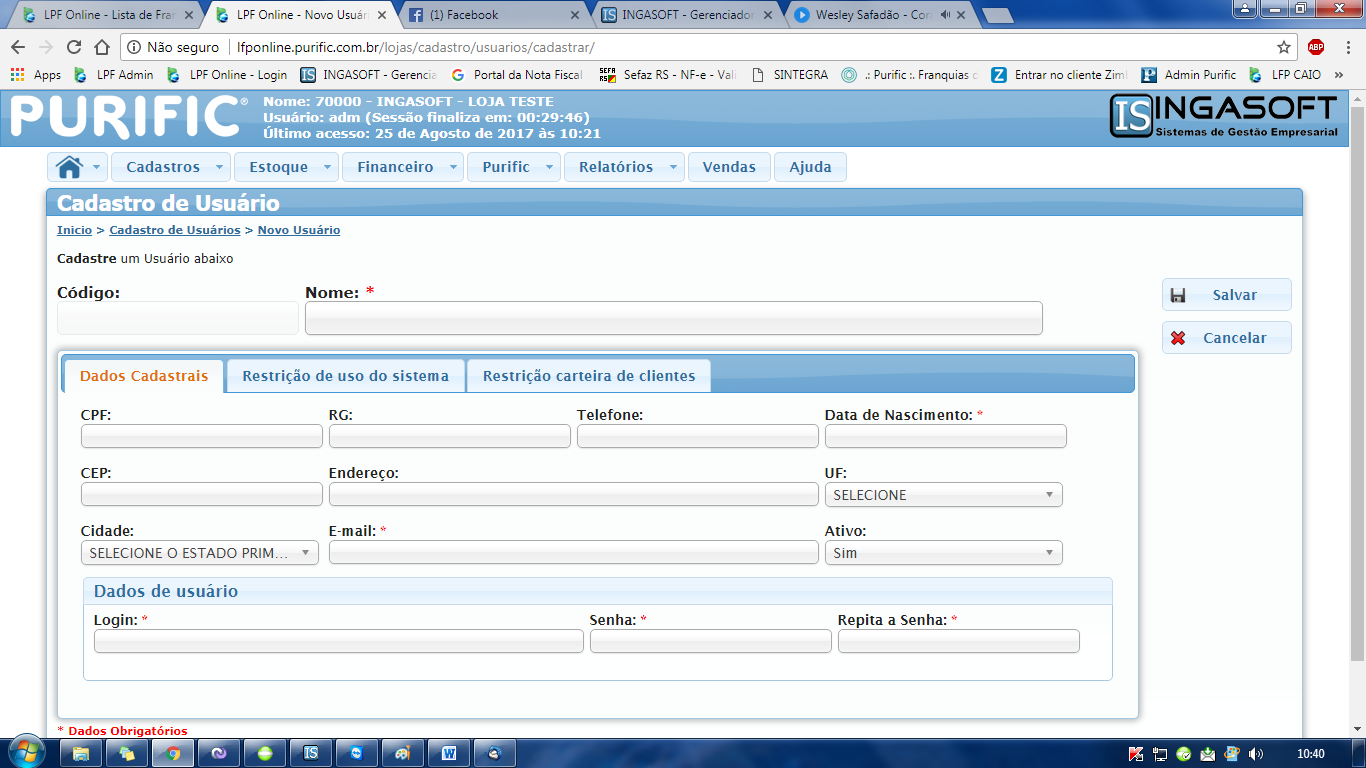 LPF Online - Lista de Fran
LPF Online - Novo Usuári
(1) Facebook
INGASOFT - Gerenciador
Wesley Safadão - Cor
Não seguro
lfponline.purific.com.br/lojas/cadastro/usuarios/cadastrar/
ABP
Apps
LPF Admin
LPF Online - Login
INGASOFT - Gerencia
Portal da Nota Fiscal
Sefaz RS - NF-e - Vali
SINTEGRA
.: Purific :. Franquias
Entrar no cliente Zim
Admin Purific
LFP CAIO
»
PURIFIC®
Nome: 70000 - INGASOFT - LOJA TESTE
Usuário: adm (Sessão finaliza em: 00:29:46)
Último acesso: 25 de Agosto de 2017 às 10:21
IS INGASOFT
Sistemas de Gestão Empresarial
Cadastros
Estoque
Financeiro
Purific
Relatórios
Vendas
Ajuda
Cadastro de Usuário
Inicio > Cadastro de Usuários > Novo Usuário
Cadastre um Usuário abaixo
Código:
Nome: *
Salvar
Cancelar
Dados Cadastrais
Restrição de uso do sistema
Restrição carteira de clientes
CPF:
RG:
Telefone:
Data de Nascimento: *
CEP:
Endereço:
UF:
SELECIONE
Cidade:
E-mail: *
Ativo:
SELECIONE O ESTADO PRIM...
Sim
Dados de usuário
Login: *
Senha: *
Repita a Senha: *
* Dados Obrigatórios
10:40